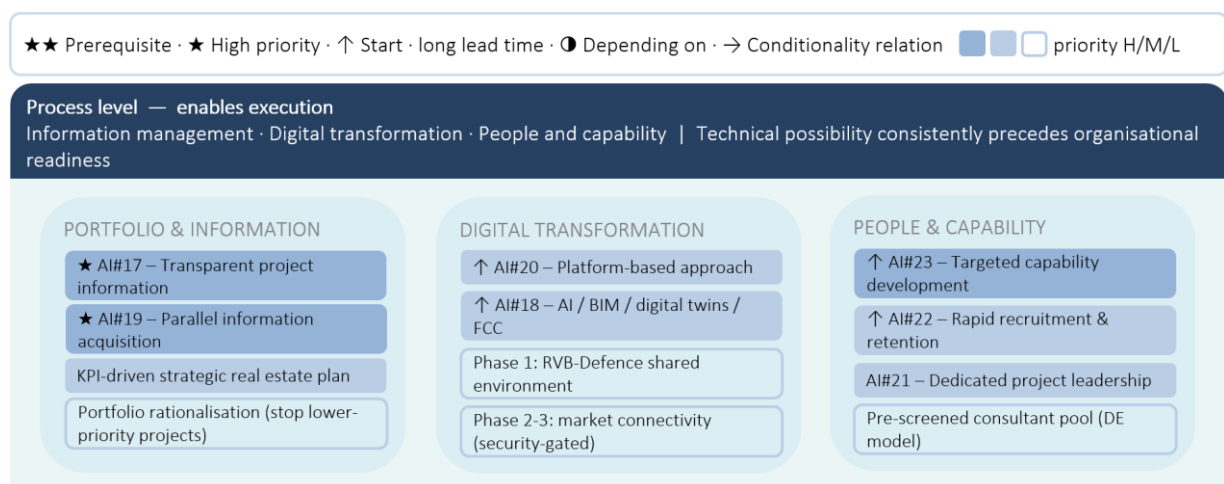 ★★ Prerequisite · ★ High priority · ↑ Start · long lead time · ◑ Depending on · → Conditionality relation priority H/M/L
Process level — enables execution
Information management · Digital transformation · People and capability | Technical possibility consistently precedes organisational
readiness
PORTFOLIO & INFORMATION
★ AI#17 – Transparent project
information
★ AI#19 – Parallel information
acquisition
KPI-driven strategic real estate plan
Portfolio rationalisation (stop lower-
priority projects)
DIGITAL TRANSFORMATION
↑ AI#20 – Platform-based approach
↑ AI#18 – AI / BIM / digital twins /
FCC
Phase 1: RVB-Defence shared
environment
Phase 2-3: market connectivity
(security-gated)
PEOPLE & CAPABILITY
↑ AI#23 – Targeted capability
development
↑ AI#22 – Rapid recruitment &
retention
AI#21 – Dedicated project leadership
Pre-screened consultant pool (DE
model)